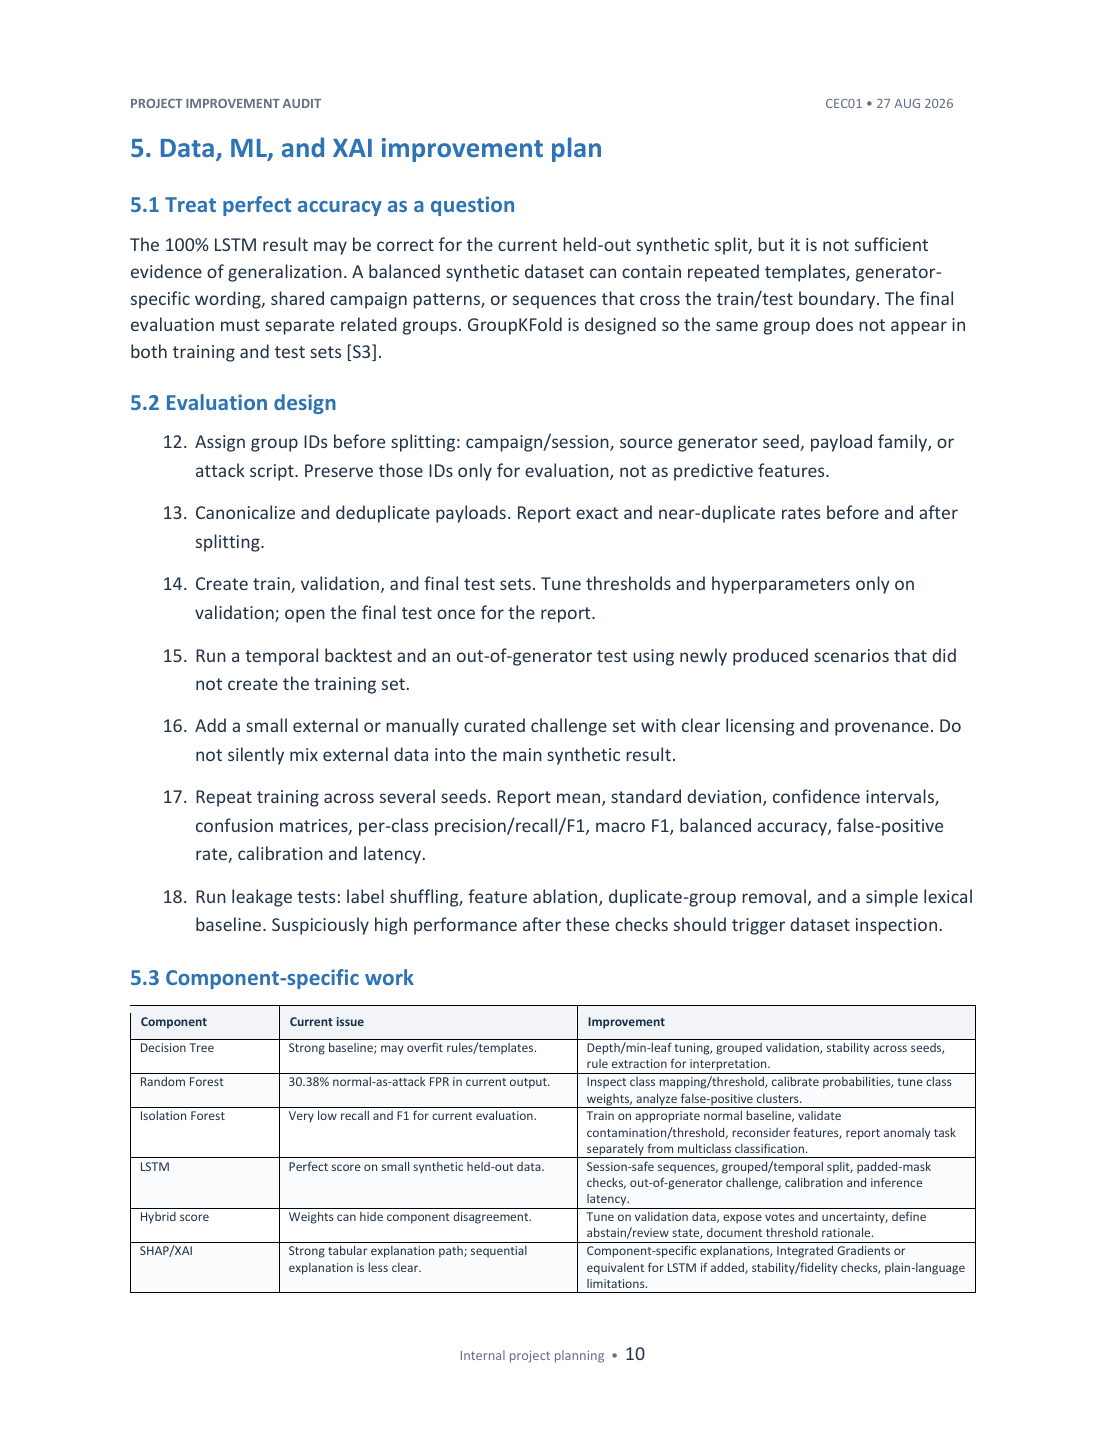 PROJECT IMPROVEMENT AUDIT
CEC01 • 27 AUG 2026
5. Data, ML, and XAI improvement plan
5.1 Treat perfect accuracy as a question
The 100% LSTM result may be correct for the current held-out synthetic split, but it is not sufficient
evidence of generalization. A balanced synthetic dataset can contain repeated templates, generator-
specific wording, shared campaign patterns, or sequences that cross the train/test boundary. The final
evaluation must separate related groups. GroupKFold is designed so the same group does not appear in
both training and test sets [S3].
5.2 Evaluation design
12. Assign group IDs before splitting: campaign/session, source generator seed, payload family, or
attack script. Preserve those IDs only for evaluation, not as predictive features.
13. Canonicalize and deduplicate payloads. Report exact and near-duplicate rates before and after
splitting.
14. Create train, validation, and final test sets. Tune thresholds and hyperparameters only on
validation; open the final test once for the report.
15. Run a temporal backtest and an out-of-generator test using newly produced scenarios that did
not create the training set.
16. Add a small external or manually curated challenge set with clear licensing and provenance. Do
not silently mix external data into the main synthetic result.
17. Repeat training across several seeds. Report mean, standard deviation, confidence intervals,
confusion matrices, per-class precision/recall/F1, macro F1, balanced accuracy, false-positive
rate, calibration and latency.
18. Run leakage tests: label shuffling, feature ablation, duplicate-group removal, and a simple lexical
baseline. Suspiciously high performance after these checks should trigger dataset inspection.
5.3 Component-specific work
Component
Current issue
Improvement
Decision Tree
Strong baseline; may overfit rules/templates.
Depth/min-leaf tuning, grouped validation, stability across seeds,
rule extraction for interpretation.
Random Forest
30.38% normal-as-attack FPR in current output.
Inspect class mapping/threshold, calibrate probabilities, tune class
weights, analyze false-positive clusters.
Isolation Forest
Very low recall and F1 for current evaluation.
Train on appropriate normal baseline, validate
contamination/threshold, reconsider features, report anomaly task
separately from multiclass classification.
LSTM
Perfect score on small synthetic held-out data.
Session-safe sequences, grouped/temporal split, padded-mask
checks, out-of-generator challenge, calibration and inference
latency.
Hybrid score
Weights can hide component disagreement.
Tune on validation data, expose votes and uncertainty, define
abstain/review state, document threshold rationale.
SHAP/XAI
Strong tabular explanation path; sequential
explanation is less clear.
Component-specific explanations, Integrated Gradients or
equivalent for LSTM if added, stability/fidelity checks, plain-language
limitations.
Internal project planning • 10